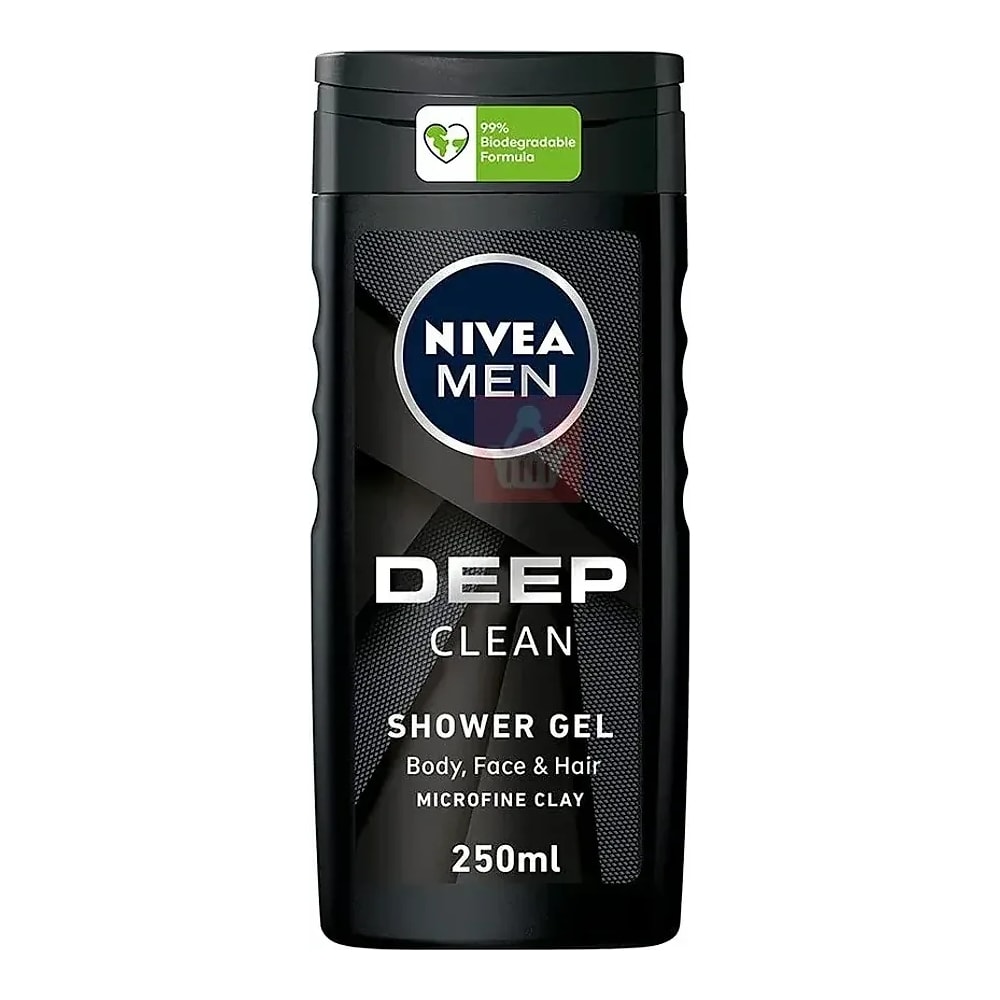 99%
Biodegradable
Formula
NIVEA
MEN
DEEP
CLEAN
SHOWER GEL
Body, Face & Hair
MICROFINE CLAY
250ml